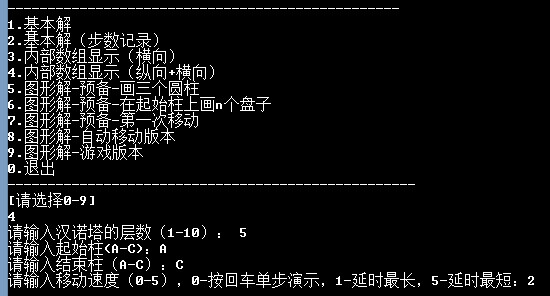 1.基本解
2.基本解（步数记录）
3.内部数组显示（横向）
4.内部数组显示（纵向+横向）
5.图形解-预备-画三个圆柱
6.图形解-预备-在起始柱上画n个盘子
7.图形解-预备-第一次移动
8.图形解-自动移动版本
9.图形解-游戏版本
0.退出
[请选择0-9]
4
请输入汉诺塔的层数（1-10）： 5
请输入起始柱(A-C)：A
请输入结束柱（A-C）：C
请输入移动速度（0-5），0-按回车单步演示，1-延时最长，5-延时最短：2